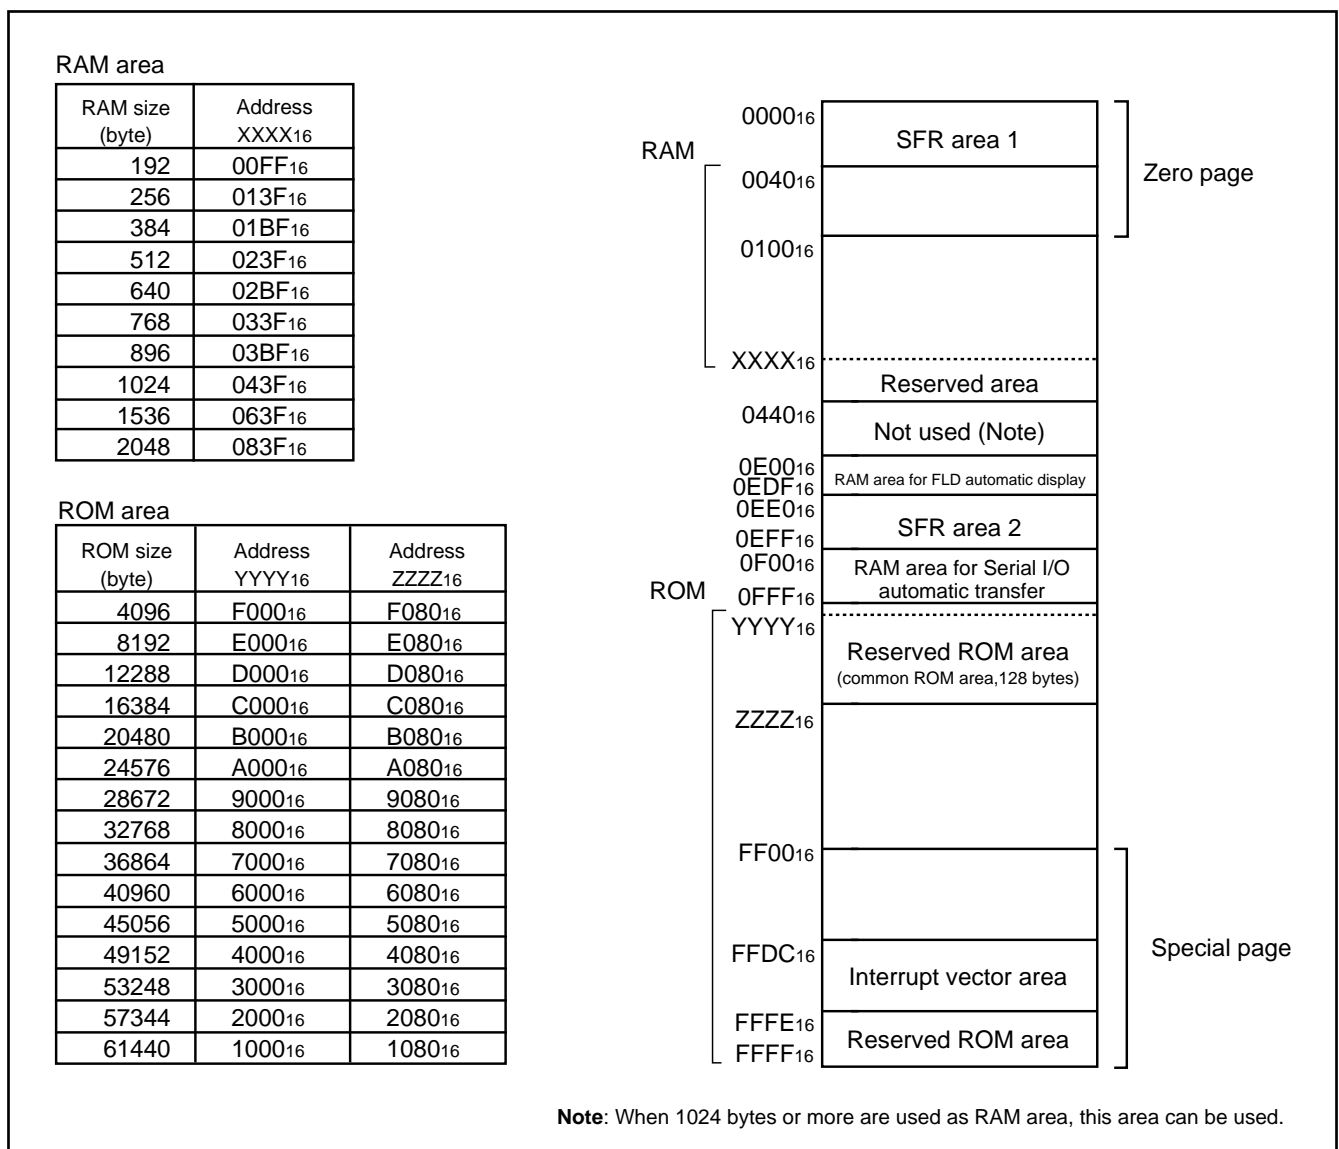 RAM area
RAM size Address
(byte) XXXX16
192 00FF16
256 013F16
384 01BF16
512 023F16
640 02BF16
768 033F16
896 03BF16
1024 043F16
1536 063F16
2048 083F16
ROM area
ROM size Address Address
(byte) YYYY16 ZZZZ16
4096 F00016 F08016
8192 E00016 E08016
12288 D00016 D08016
16384 C00016 C08016
20480 B00016 B08016
24576 A00016 A08016
28672 900016 908016
32768 800016 808016
36864 700016 708016
40960 600016 608016
45056 500016 508016
49152 400016 408016
53248 300016 308016
57344 200016 208016
61440 100016 108016
RAM
000016
SFR area 1
004016
Zero page
010016
XXXX16
Reserved area
044016
Not used (Note)
0E0016
0EDF16
RAM area for FLD automatic display
0EE016
SFR area 2
0EFF16
0F0016
RAM area for Serial I/O
automatic transfer
ROM
0FFF16
YYYY16
Reserved ROM area
(common ROM area,128 bytes)
ZZZZ16
FF0016
FFDC16
Special page
Interrupt vector area
FFFE16
Reserved ROM area
FFFF16
Note: When 1024 bytes or more are used as RAM area, this area can be used.